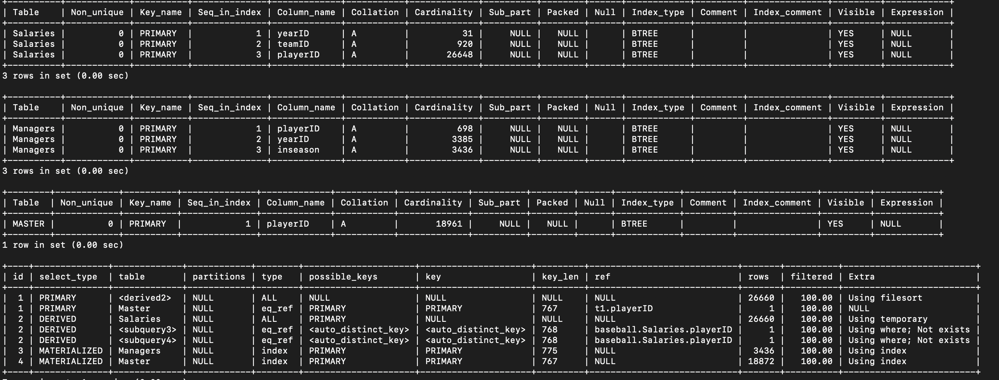 +----------+------------+----------+--------------+-------------+-----------+-------------+----------+--------+------+------------+---------+---------------+---------+------------+
| Table    | Non_unique | Key_name | Seq_in_index | Column_name | Collation | Cardinality | Sub_part | Packed | Null | Index_type | Comment | Index_comment | Visible | Expression |
+----------+------------+----------+--------------+-------------+-----------+-------------+----------+--------+------+------------+---------+---------------+---------+------------+
| Salaries |          0 | PRIMARY  |            1 | yearID      | A         |          31 |     NULL |   NULL |      | BTREE      |         |               | YES     | NULL       |
| Salaries |          0 | PRIMARY  |            2 | teamID      | A         |         920 |     NULL |   NULL |      | BTREE      |         |               | YES     | NULL       |
| Salaries |          0 | PRIMARY  |            3 | playerID    | A         |       26648 |     NULL |   NULL |      | BTREE      |         |               | YES     | NULL       |
+----------+------------+----------+--------------+-------------+-----------+-------------+----------+--------+------+------------+---------+---------------+---------+------------+
3 rows in set (0.00 sec)

+----------+------------+----------+--------------+-------------+-----------+-------------+----------+--------+------+------------+---------+---------------+---------+------------+
| Table    | Non_unique | Key_name | Seq_in_index | Column_name | Collation | Cardinality | Sub_part | Packed | Null | Index_type | Comment | Index_comment | Visible | Expression |
+----------+------------+----------+--------------+-------------+-----------+-------------+----------+--------+------+------------+---------+---------------+---------+------------+
| Managers |          0 | PRIMARY  |            1 | playerID    | A         |         698 |     NULL |   NULL |      | BTREE      |         |               | YES     | NULL       |
| Managers |          0 | PRIMARY  |            2 | yearID      | A         |        3385 |     NULL |   NULL |      | BTREE      |         |               | YES     | NULL       |
| Managers |          0 | PRIMARY  |            3 | inseason    | A         |        3436 |     NULL |   NULL |      | BTREE      |         |               | YES     | NULL       |
+----------+------------+----------+--------------+-------------+-----------+-------------+----------+--------+------+------------+---------+---------------+---------+------------+
3 rows in set (0.00 sec)

+--------+------------+----------+--------------+-------------+-----------+-------------+----------+--------+------+------------+---------+---------------+---------+------------+
| Table  | Non_unique | Key_name | Seq_in_index | Column_name | Collation | Cardinality | Sub_part | Packed | Null | Index_type | Comment | Index_comment | Visible | Expression |
+--------+------------+----------+--------------+-------------+-----------+-------------+----------+--------+------+------------+---------+---------------+---------+------------+
| MASTER |          0 | PRIMARY  |            1 | playerID    | A         |       18961 |     NULL |   NULL |      | BTREE      |         |               | YES     | NULL       |
+--------+------------+----------+--------------+-------------+-----------+-------------+----------+--------+------+------------+---------+---------------+---------+------------+
1 row in set (0.00 sec)

+----+--------------+-------------+------------+--------+---------------------+---------------------+---------+----------------------------+-------+----------+-------------------------+
| id | select_type  | table       | partitions | type   | possible_keys       | key                 | key_len | ref                        | rows  | filtered | Extra                   |
+----+--------------+-------------+------------+--------+---------------------+---------------------+---------+----------------------------+-------+----------+-------------------------+
|  1 | PRIMARY      | <derived2>  | NULL       | ALL    | NULL                | NULL                | NULL    | NULL                       | 26660 |   100.00 | Using filesort          |
|  1 | PRIMARY      | Master      | NULL       | eq_ref | PRIMARY             | PRIMARY             | 767     | t1.playerID                |     1 |   100.00 | NULL                    |
|  2 | DERIVED      | Salaries    | NULL       | ALL    | PRIMARY             | NULL                | NULL    | NULL                       | 26660 |   100.00 | Using temporary         |
|  2 | DERIVED      | <subquery3> | NULL       | eq_ref | <auto_distinct_key> | <auto_distinct_key> | 768     | baseball.Salaries.playerID |     1 |   100.00 | Using where; Not exists |
|  2 | DERIVED      | <subquery4> | NULL       | eq_ref | <auto_distinct_key> | <auto_distinct_key> | 768     | baseball.Salaries.playerID |     1 |   100.00 | Using where; Not exists |
|  3 | MATERIALIZED | Managers    | NULL       | index  | PRIMARY             | PRIMARY             | 775     | NULL                       |  3436 |   100.00 | Using index             |
|  4 | MATERIALIZED | Master      | NULL       | index  | PRIMARY             | PRIMARY             | 767     | NULL                       | 18872 |   100.00 | Using index             |
+----+--------------+-------------+------------+--------+---------------------+---------------------+---------+----------------------------+-------+----------+-------------------------+